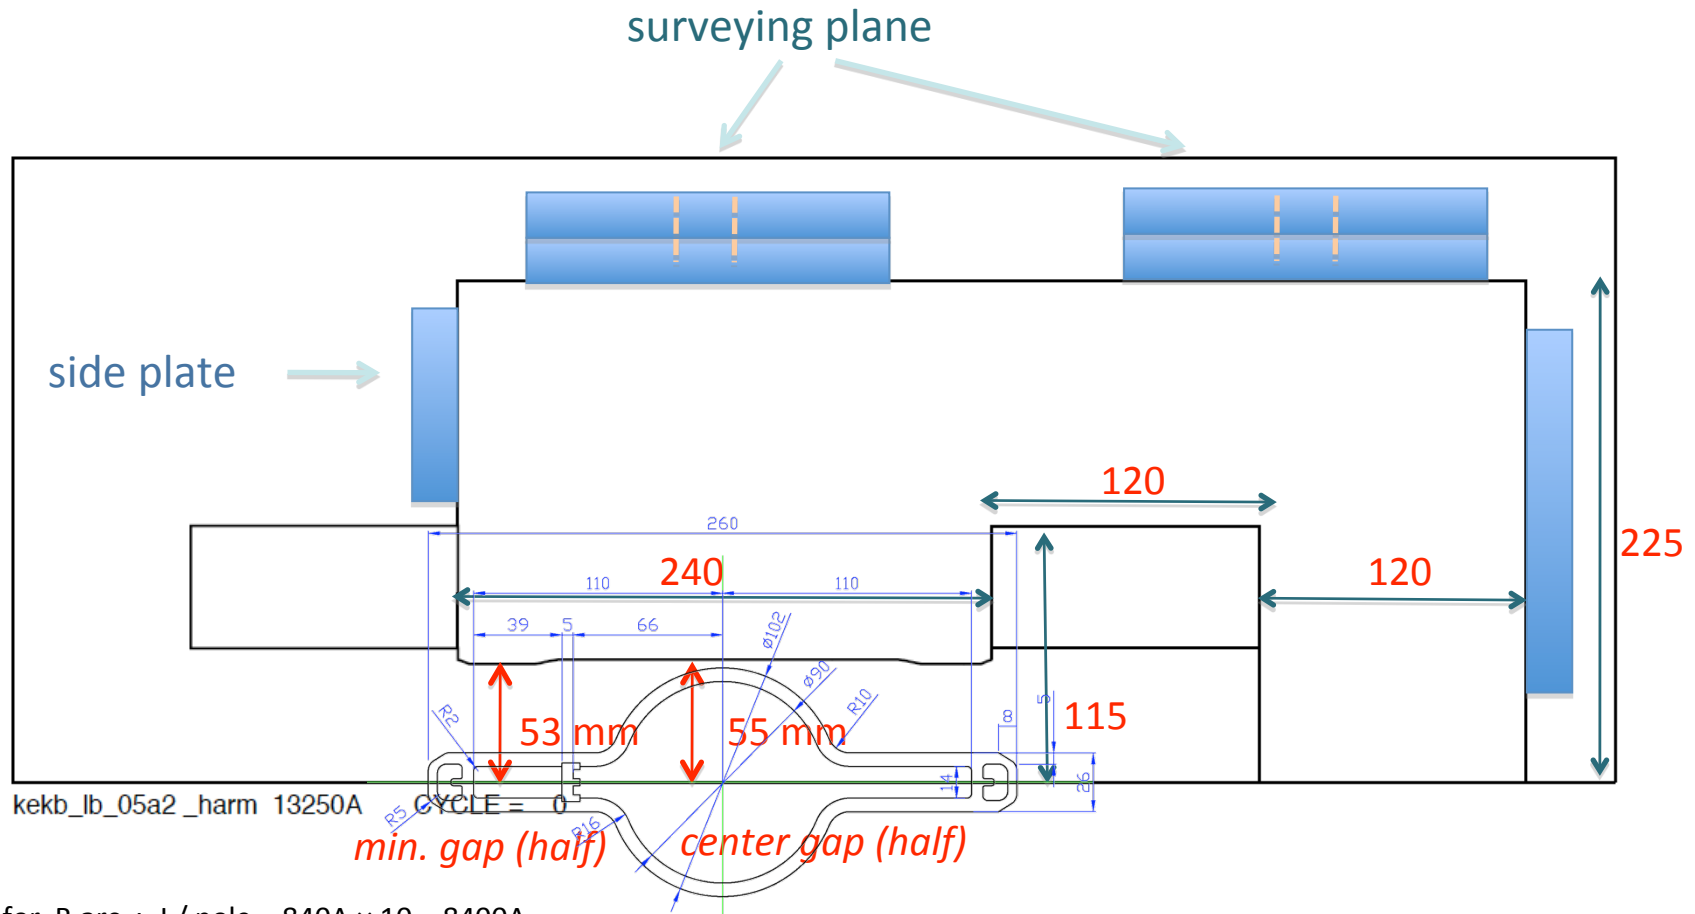 surveying plane
side plate
120
260
225
240
120
110
110
39
5
66
ø102
ø90
R10
R2
53 mm
55 mm
115
5
8
14
26
kekb_lb_05a2 _harm 13250A CYCLE = 0
R5
R16
min. gap (half)
center gap (half)